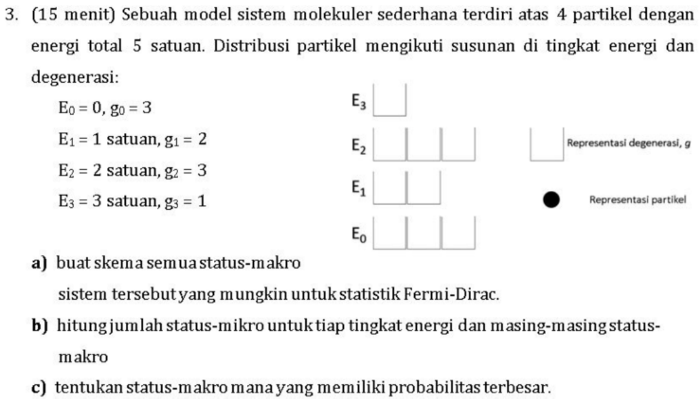 3. (15 menit) Sebuah model sistem molekuler sederhana terdiri atas 4 partikel dengan
energi total 5 satuan. Distribusi partikel mengikuti susunan di tingkat energi dan
degenerasi:
E₀ = 0, g₀ = 3
E₁ = 1 satuan, g₁ = 2
E₂ = 2 satuan, g₂ = 3
E₃ = 3 satuan, g₃ = 1
E₃
E₂
E₁
E₀
Representasi degenerasi, g
Representasi partikel
a) buat skema semua status-makro
sistem tersebut yang mungkin untuk statistik Fermi-Dirac.
b) hitung jumlah status-mikro untuk tiap tingkat energi dan masing-masing status-
makro
c) tentukan status-makro mana yang memiliki probabilitas terbesar.